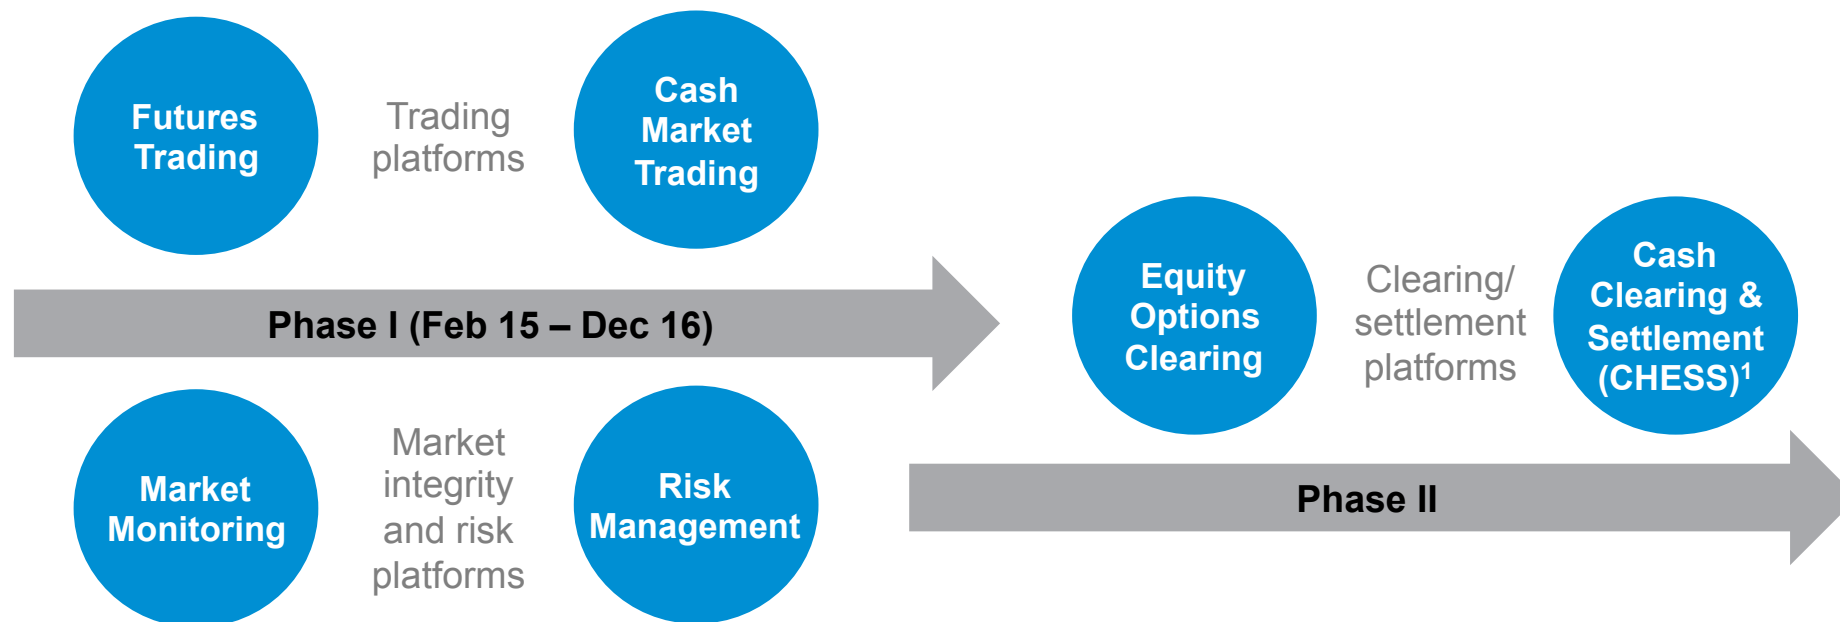 Futures
Trading
Trading
platforms
Cash
Market
Trading
Phase I (Feb 15 – Dec 16)
Market
Monitoring
Market
integrity
and risk
platforms
Risk
Management
Equity
Options
Clearing
Clearing/
settlement
platforms
Cash
Clearing &
Settlement
(CHESS)¹
Phase II